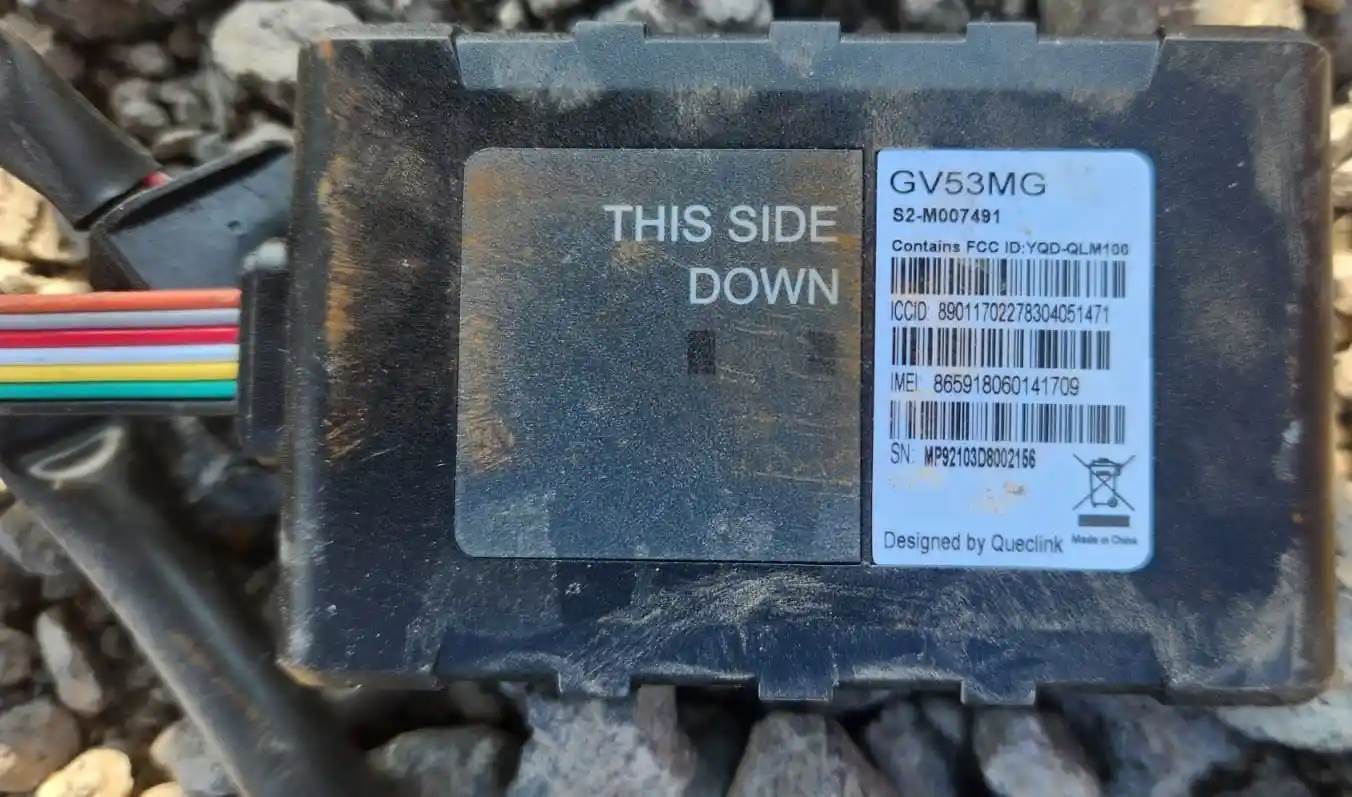 THIS SIDE
DOWN
GV53MG
S2-M007491
Contains FCC ID:YQD-QLM100
ICCID: 89011702278304051471
IMEI: 865918060141709
SN: MP92103D8002156
Designed by Queclink
Made in China